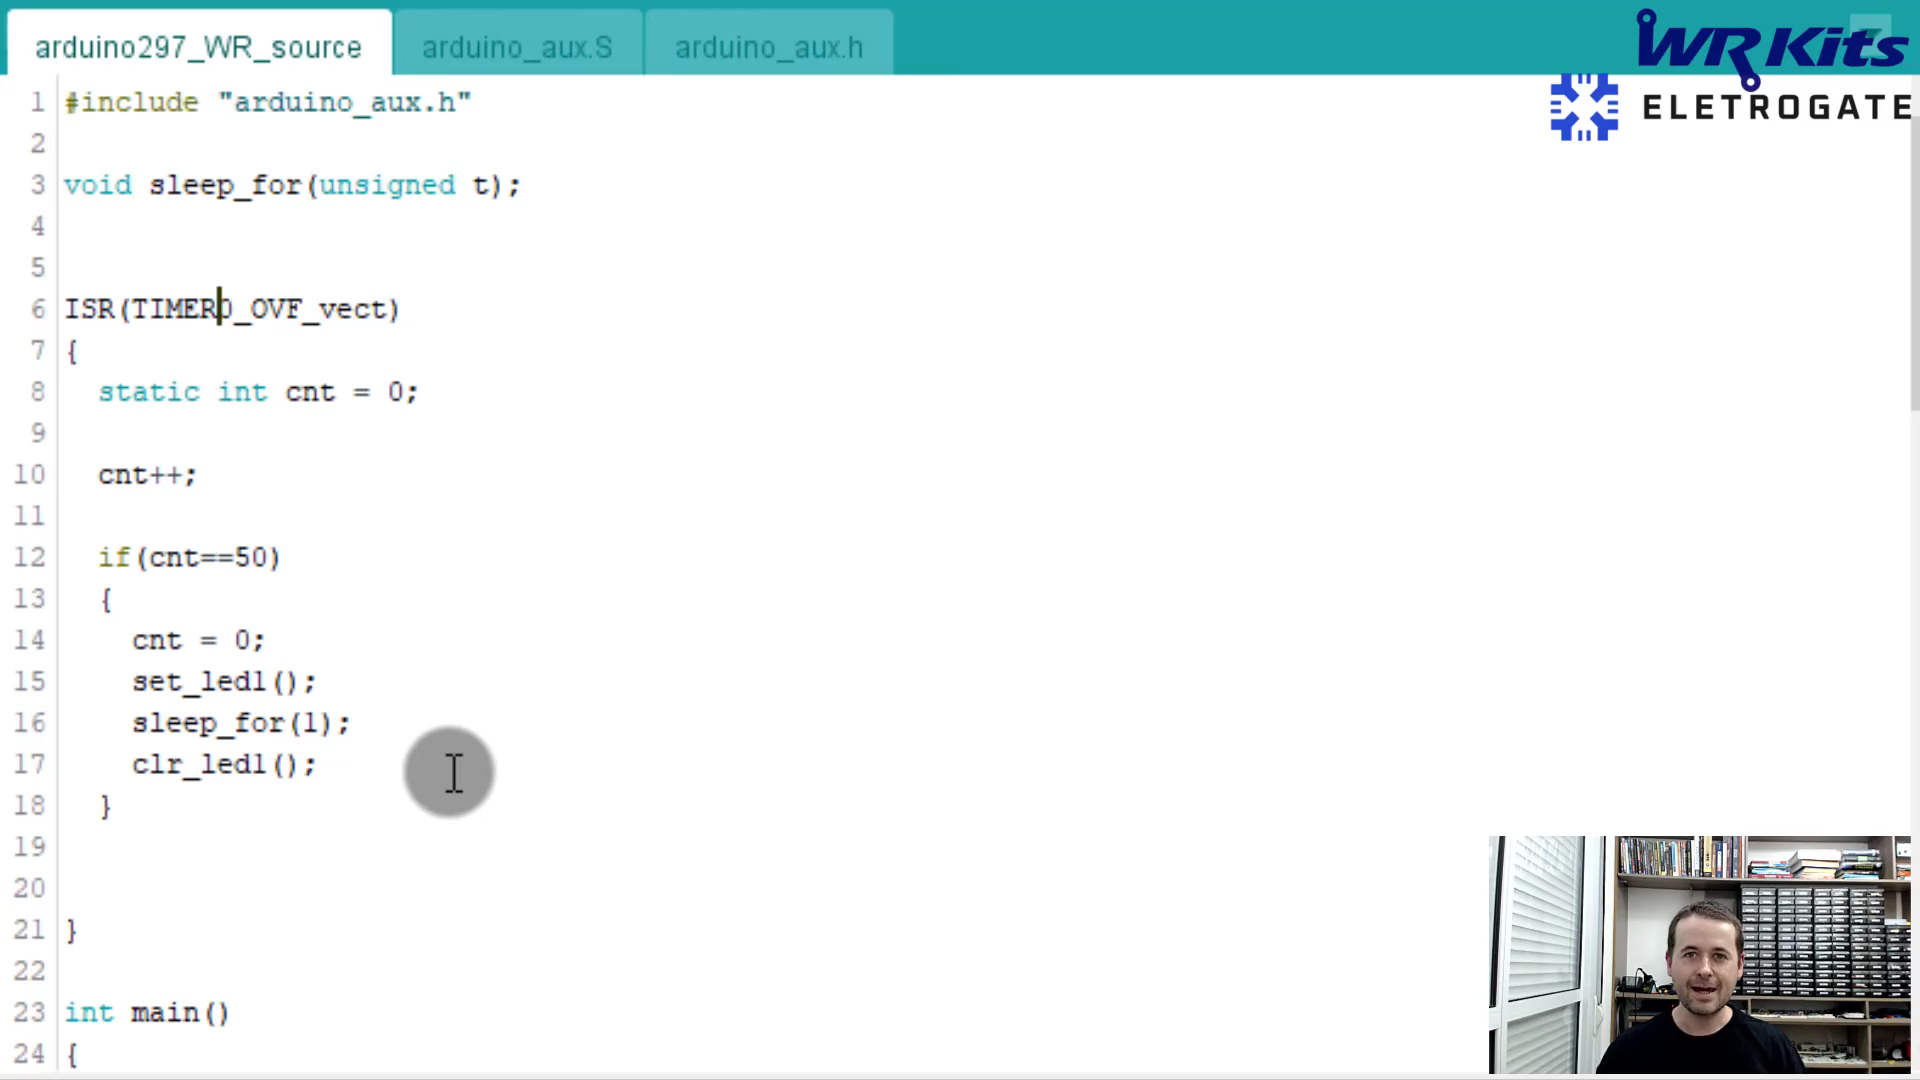 arduino297_WR_source arduino_aux.S arduino_aux.h
WR Kits
ELETROGATE
1 #include "arduino_aux.h"
2
3 void sleep_for(unsigned t);
4
5
6 ISR(TIMER0_OVF_vect)
7 {
8 static int cnt = 0;
9
10 cnt++;
11
12 if(cnt==50)
13 {
14 cnt = 0;
15 set_led1();
16 sleep_for(1);
17 clr_led1();
18 }
19
20
21 }
22
23 int main()
24 {